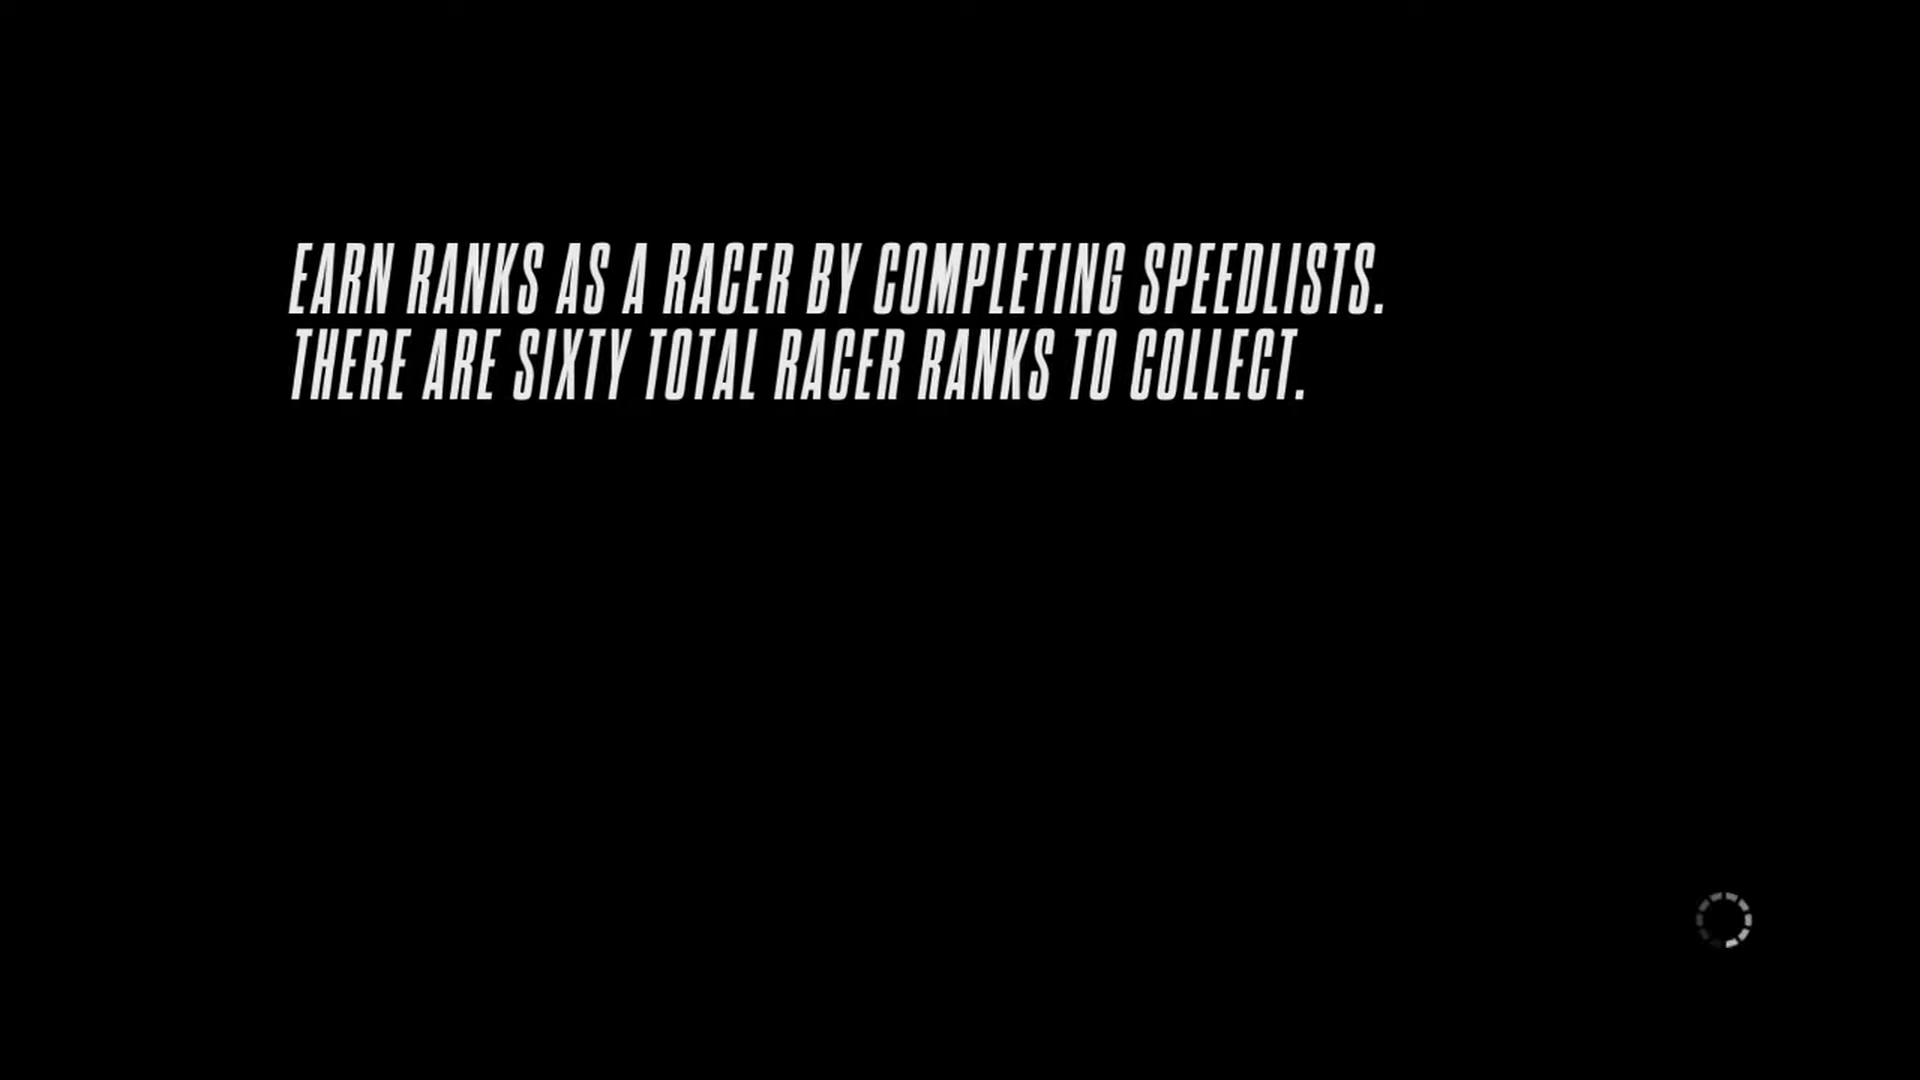 EARN RANKS AS A RACER BY COMPLETING SPEEDLISTS.
THERE ARE SIXTY TOTAL RACER RANKS TO COLLECT.